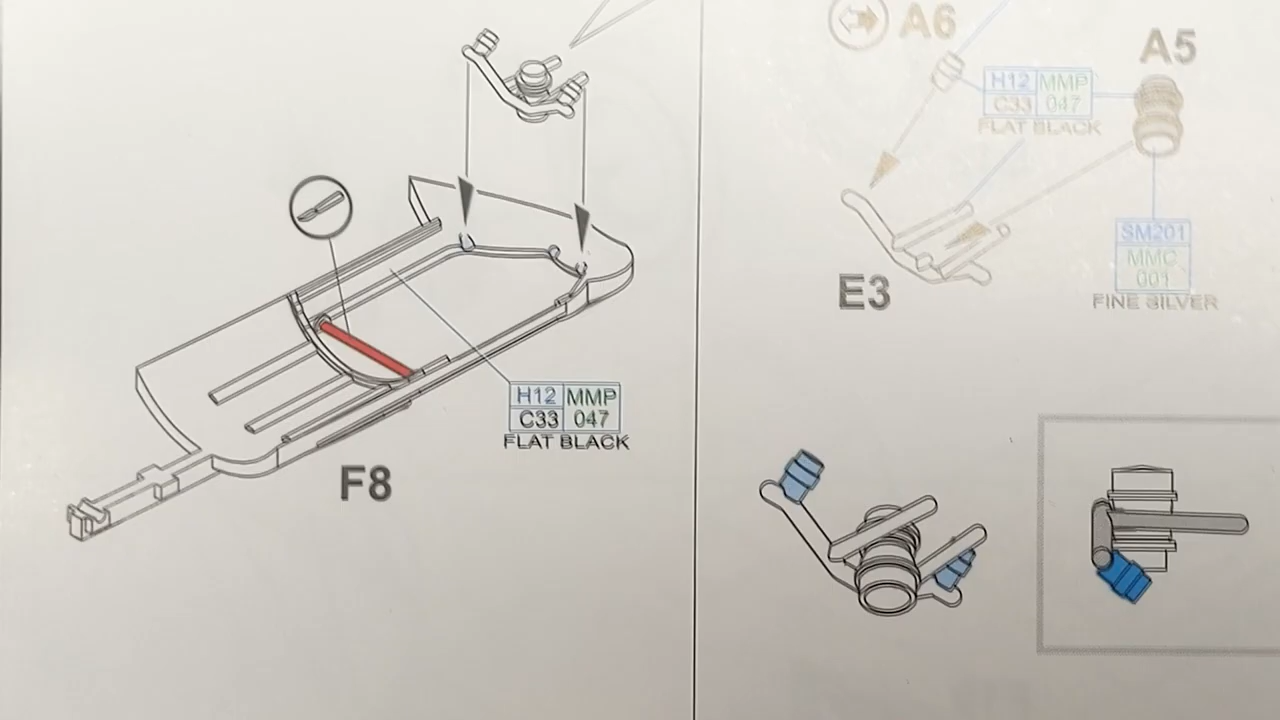 A6
A5
H12 MMP
C33 047
FLAT BLACK
SM201
MMC
001
FINE SILVER
E3
H12 MMP
C33 047
FLAT BLACK
F8